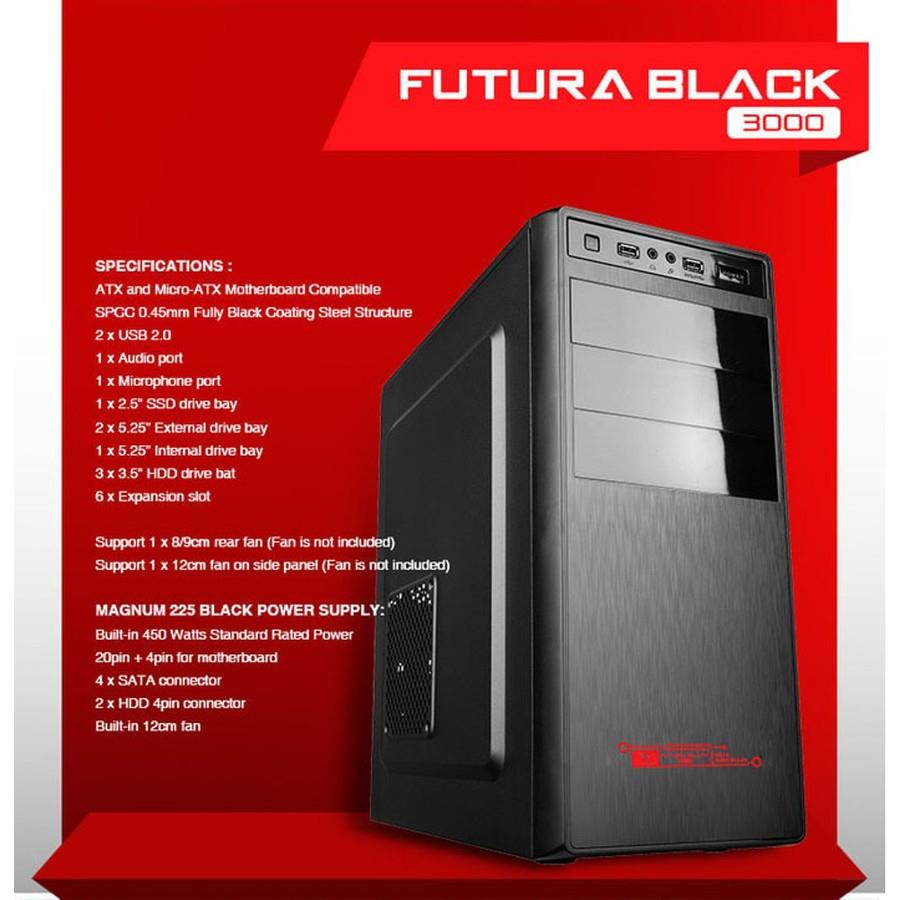 FUTURA BLACK
3000
SPECIFICATIONS :
ATX and Micro-ATX Motherboard Compatible
SPCC 0.45mm Fully Black Coating Steel Structure
2 x USB 2.0
1 x Audio port
1 x Microphone port
1 x 2.5" SSD drive bay
2 x 5.25" External drive bay
1 x 5.25" Internal drive bay
3 x 3.5" HDD drive bat
6 x Expansion slot
Support 1 x 8/9cm rear fan (Fan is not included)
Support 1 x 12cm fan on side panel (Fan is not included)
MAGNUM 225 BLACK POWER SUPPLY:
Built-in 450 Watts Standard Rated Power
20pin + 4pin for motherboard
4 x SATA connector
2 x HDD 4pin connector
Built-in 12cm fan
POWER